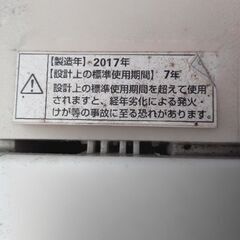 【製造年】2017年
【設計上の標準使用期間】7年
設計上の標準使用期間を超えて使用
されますと、経年劣化による発火・
けが等の事故に至る恐れがあります。